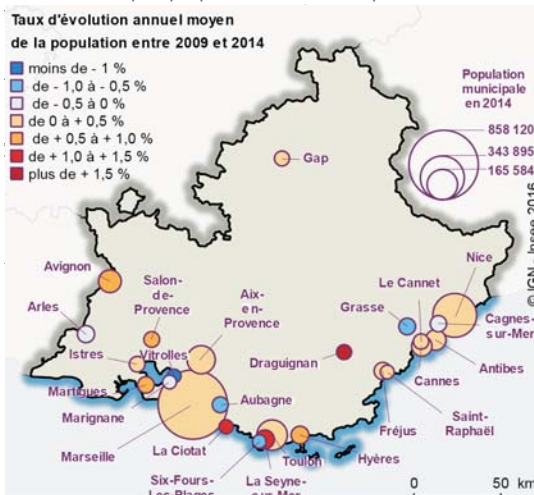 Taux d'évolution annuel moyen
de la population entre 2009 et 2014
moins de - 1 %
de - 1,0 à - 0,5 %
de - 0,5 à 0 %
de 0 à + 0,5 %
de + 0,5 à + 1,0 %
de + 1,0 à + 1,5 %
plus de + 1,5 %
Population
municipale
en 2014
858 120
343 895
165 584
© IGN - Insee 2016
Gap
Avignon
Arles
Salon-
de-
Provence
Aix-
en-
Provence
Istres
Vitrolles
Martigues
Marignane
Marseille
Aubagne
La Ciotat
Six-Fours-
Les-Plages
La Seyne-
sur-Mer
Toulon
Hyères
Draguignan
Fréjus
Saint-
Raphaël
Cannes
Antibes
Cagnes-
sur-Mer
Nice
Le Cannet
Grasse
0 50 km